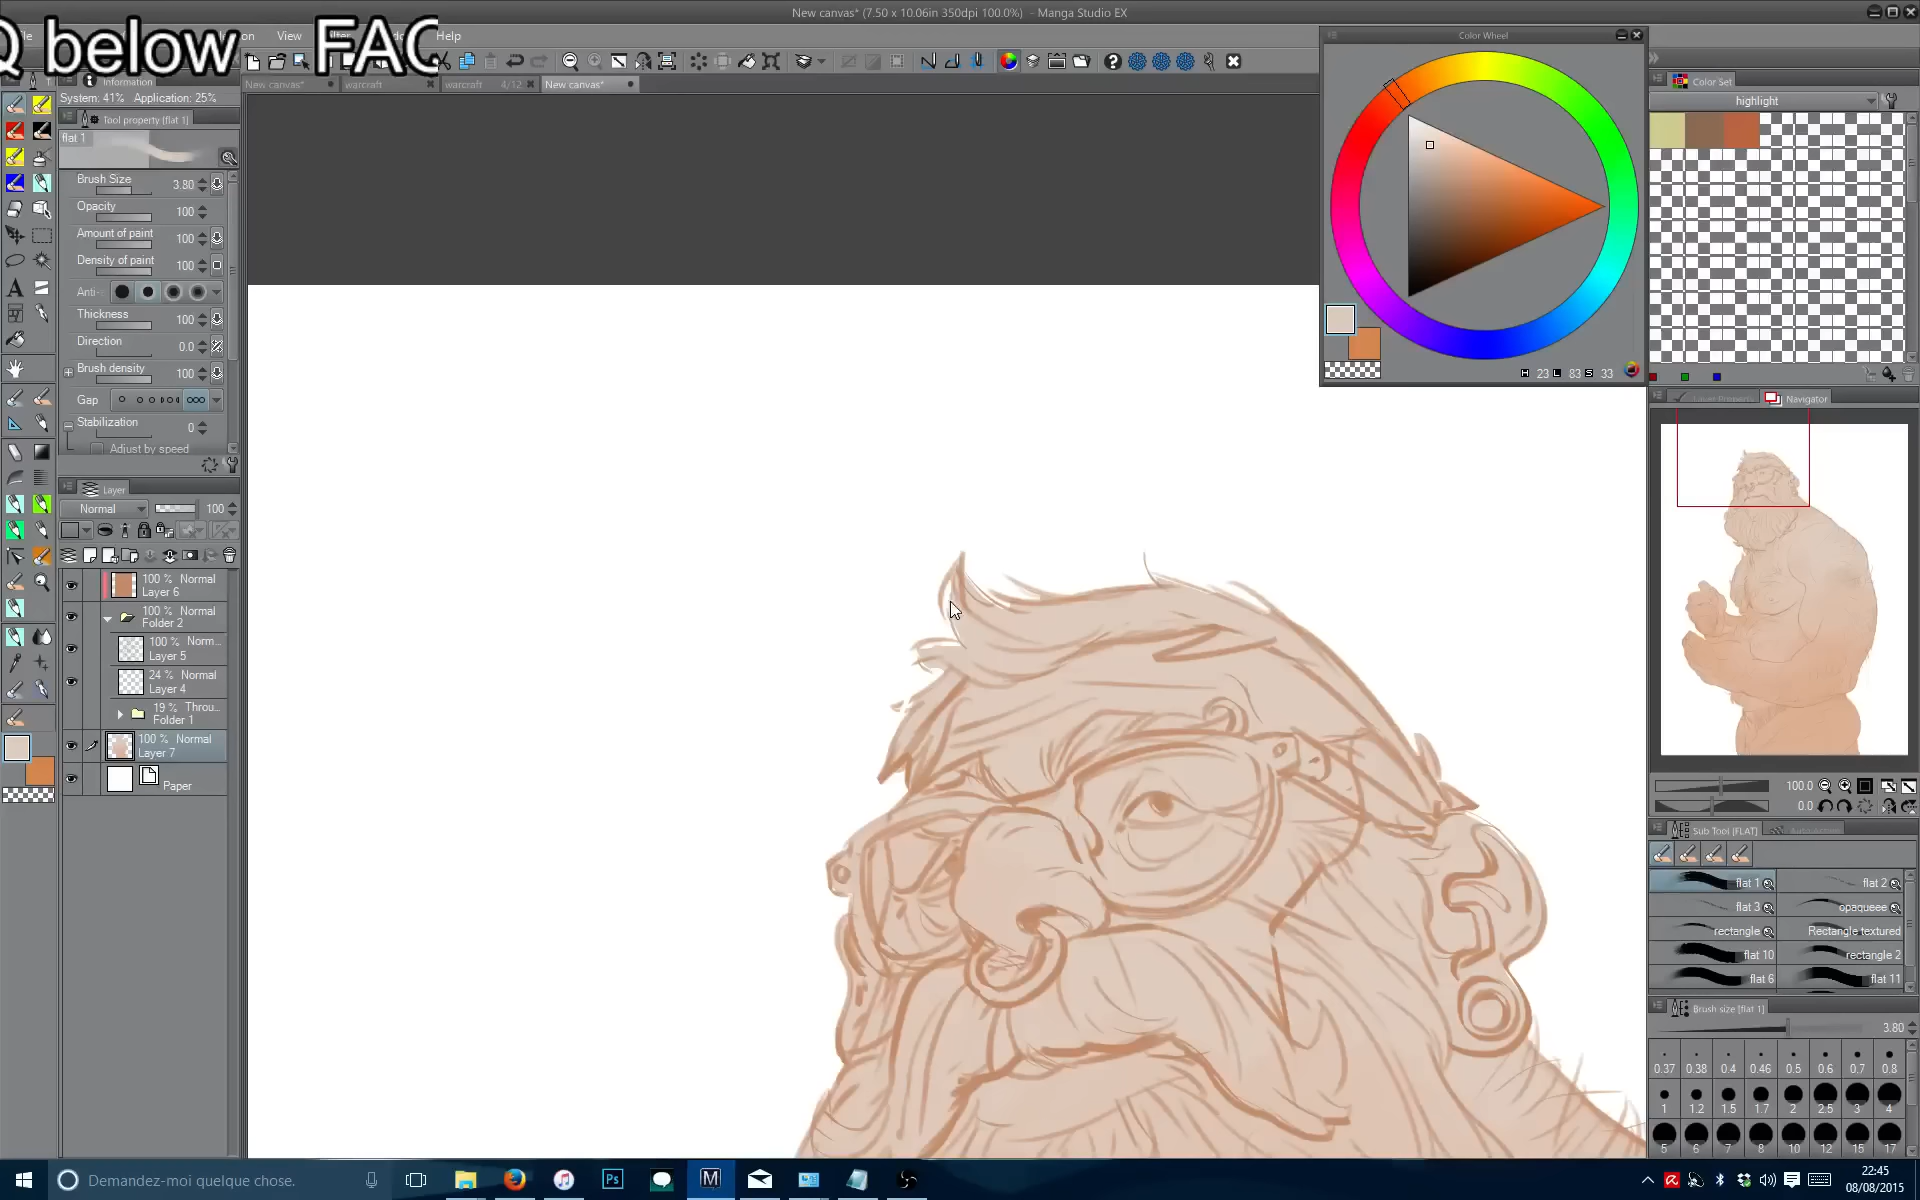 New canvas* (7.50 x 10.06in 350dpi 100.0%) - Manga Studio EX
Q below FAC
View Help
Information
New canvas*
warcraft
warcraft 4/12
New canvas*
System: 41% Application: 25%
Tool property (flat 1)
flat 1
Brush Size 3.80
Opacity 100
Amount of paint 100
Density of paint 100
Anti-
Thickness 100
Direction 0.0
Brush density 100
Gap
Stabilization 0
Adjust by speed
Layer
Normal 100
100 % Normal
Layer 6
100 % Normal
Folder 2
100 % Norm...
Layer 5
24 % Normal
Layer 4
19 % Throu...
Folder 1
100 % Normal
Layer 7
Paper
Color Wheel
H 23 L 83 S 33
Color Set
highlight
Navigator
100.0
0.0
Sub Tool [FLAT]
flat 1 flat 2
flat 3 opaqueee
rectangle Rectangle textured
flat 10 rectangle 2
flat 6 flat 11
Brush size [flat 1]
3.80
0.37 0.38 0.4 0.46 0.5 0.6 0.7 0.8
1 1.2 1.5 1.7 2 2.5 3 4
5 6 7 8 10 12 15 17
Demandez-moi quelque chose.
Ps
M
22:45
08/08/2015